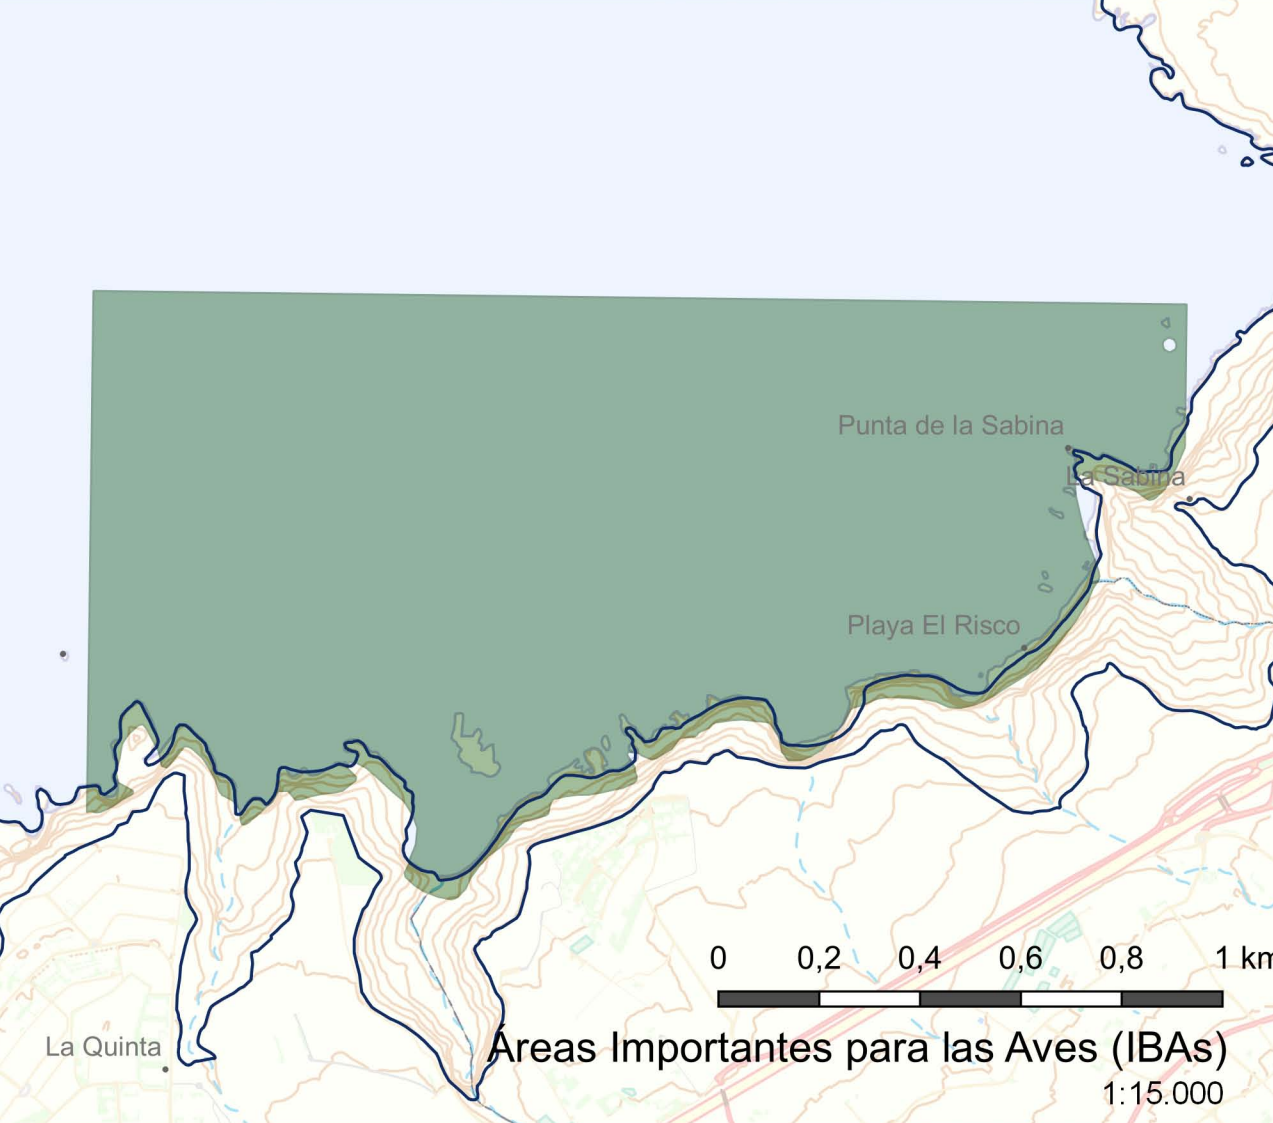 Punta de la Sabina
La Sabina
Playa El Risco
0 0,2 0,4 0,6 0,8 1 km
La Quinta
Áreas Importantes para las Aves (IBAs)
1:15.000